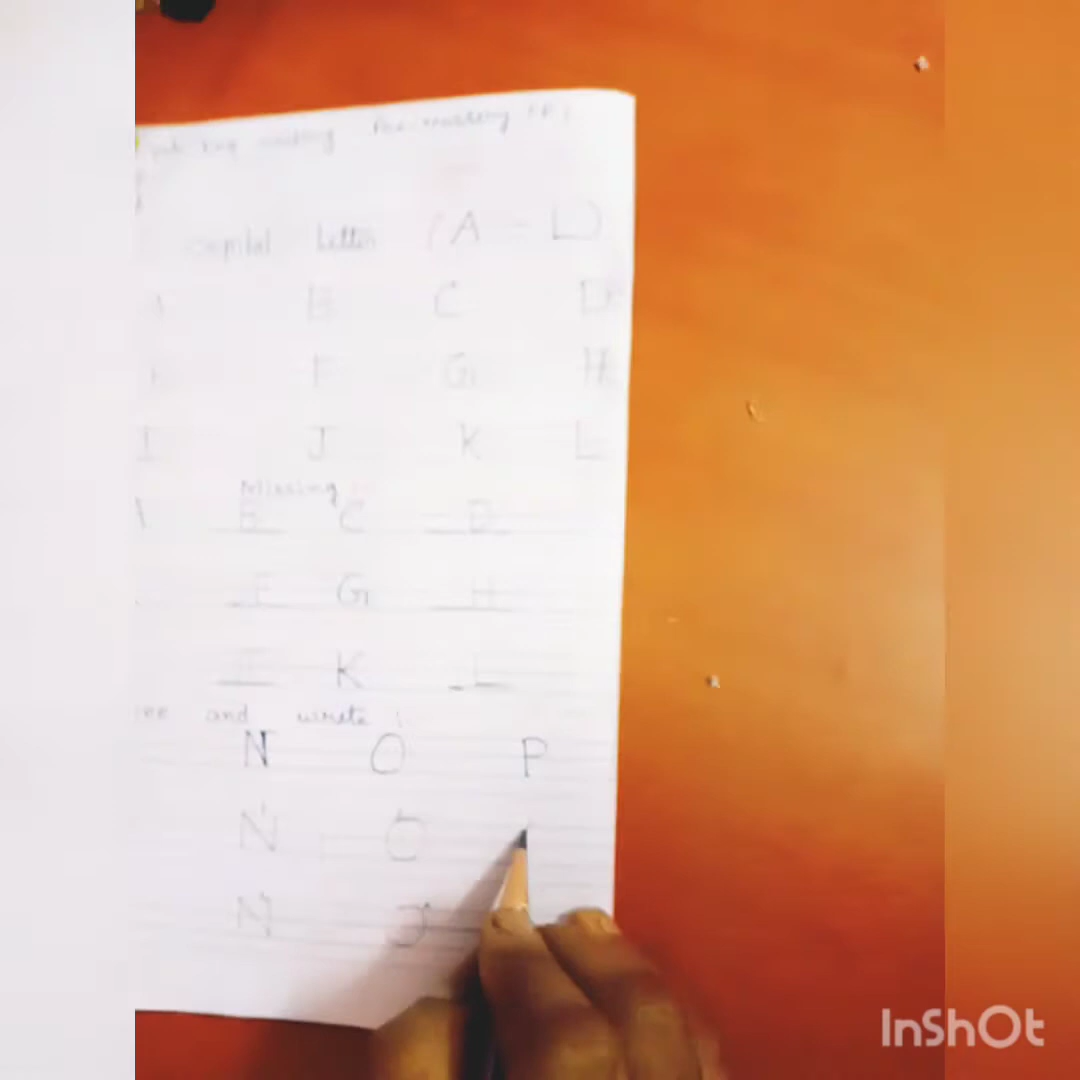 capital Letter (A - L)
B C D
F G H
I J K L
Missing
B C D
F G H
K L
and write :
N O P
N O
N J
InShOt